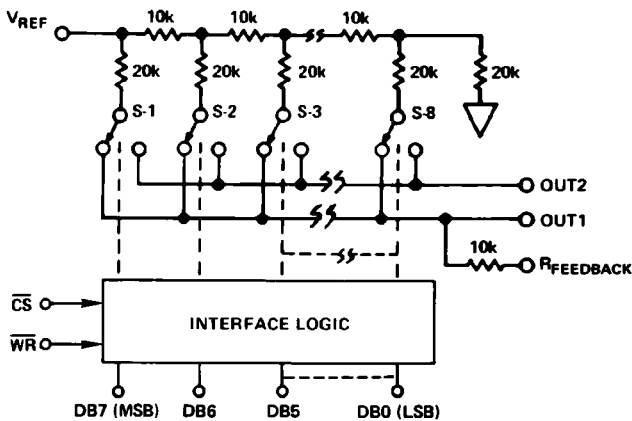 VREF
10k
10k
10k
20k
20k
20k
20k
20k
S-1
S-2
S-3
S-8
OUT2
OUT1
10k
RFEEDBACK
CS
INTERFACE LOGIC
WR
DB7 (MSB)
DB6
DB5
DB0 (LSB)